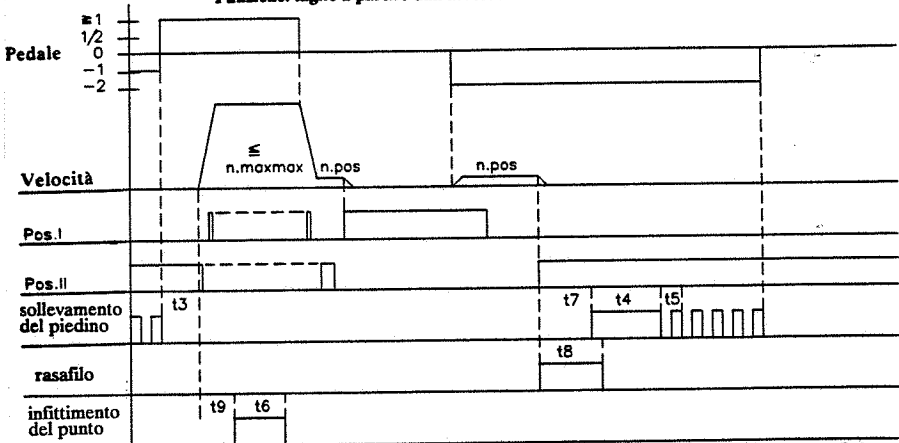 ≧1
1/2
Pedale 0
−1
−2
≦
n.maxmax n.pos n.pos
Velocità
Pos.I
Pos.II
t3 t7 t4 t5
sollevamento
del piedino
t8
rasafilo
t9 t6
infittimento
del punto